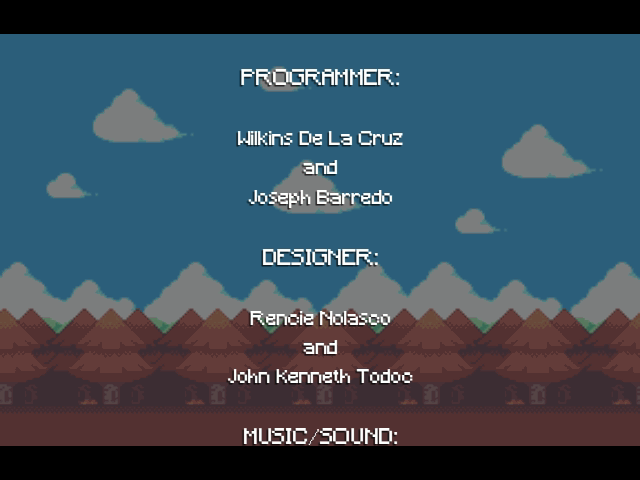 PROGRAMMER:
Wilkins De La Cruz
and
Joseph Barredo
DESIGNER:
Rencie Nolasco
and
John Kenneth Todoc
MUSIC/SOUND: